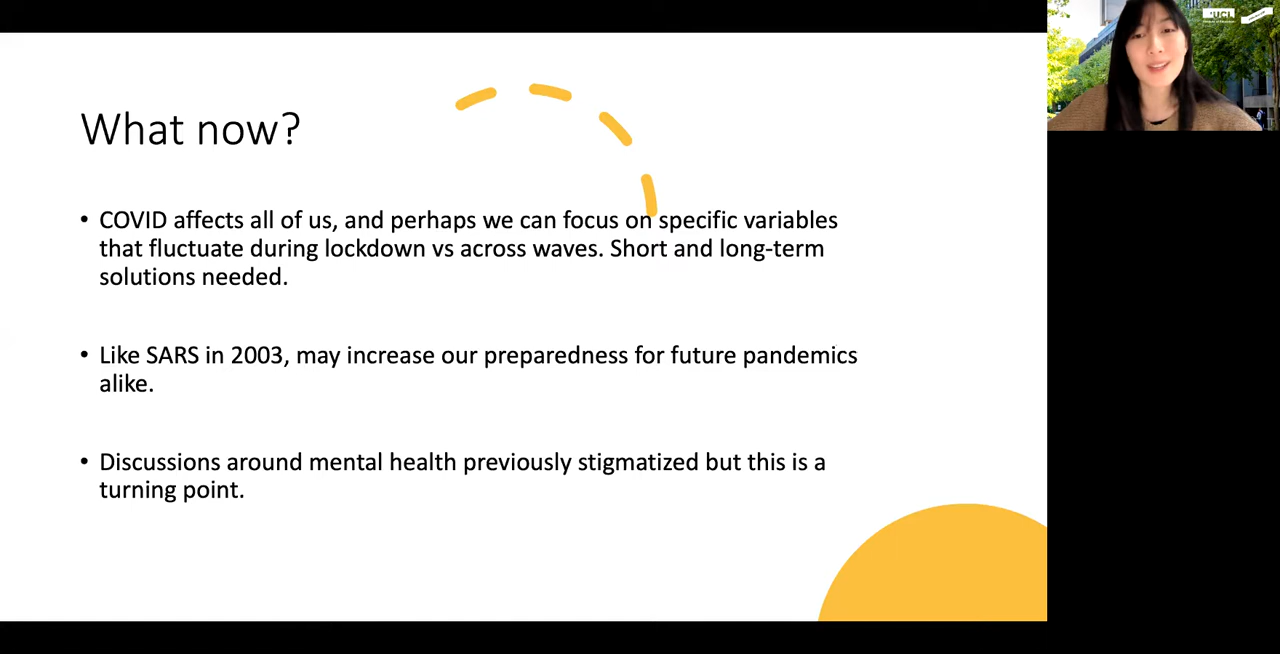 What now?
• COVID affects all of us, and perhaps we can focus on specific variables
that fluctuate during lockdown vs across waves. Short and long-term
solutions needed.
• Like SARS in 2003, may increase our preparedness for future pandemics
alike.
• Discussions around mental health previously stigmatized but this is a
turning point.
UCL